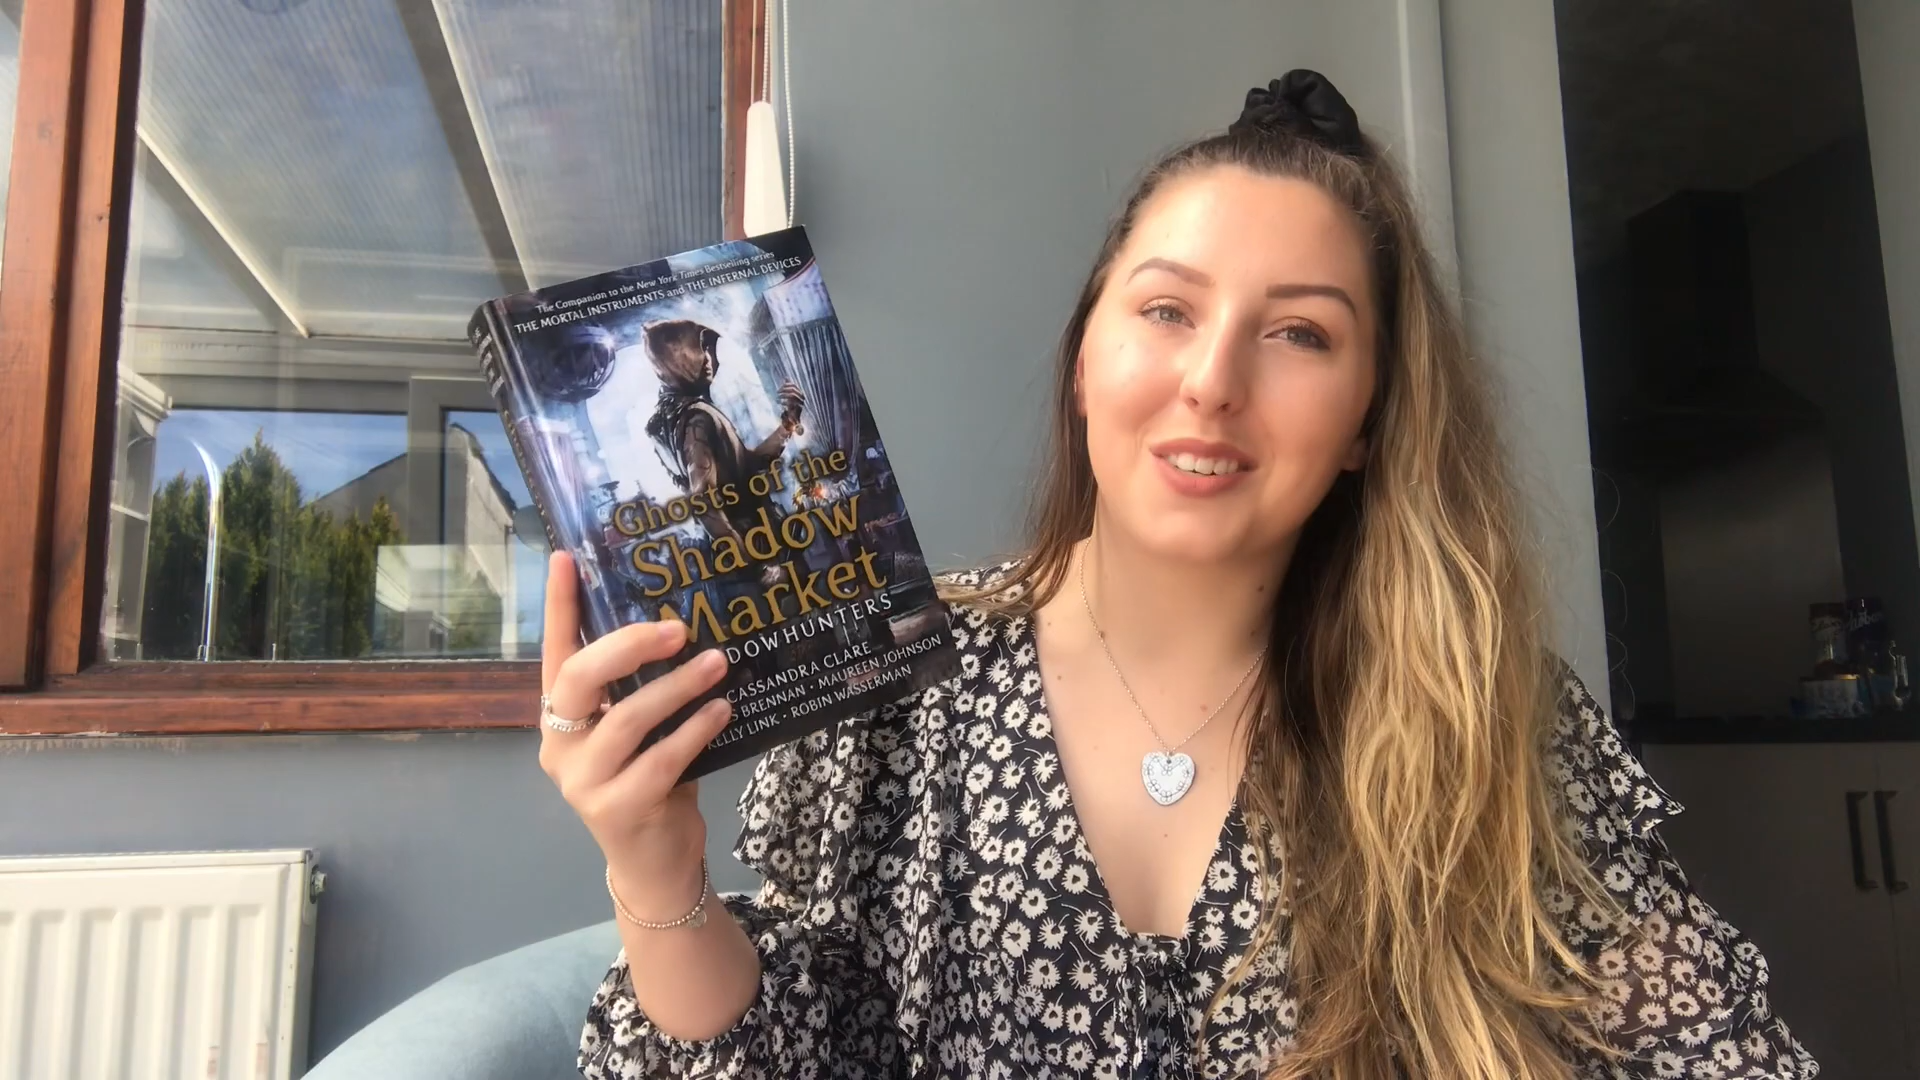 The Companion to the New York Times Bestselling series
THE MORTAL INSTRUMENTS and THE INFERNAL DEVICES
Ghosts of the
Shadow
Market
DOWHUNTERS
CASSANDRA CLARE
S BRENNAN • MAUREEN JOHNSON
KELLY LINK • ROBIN WASSERMAN